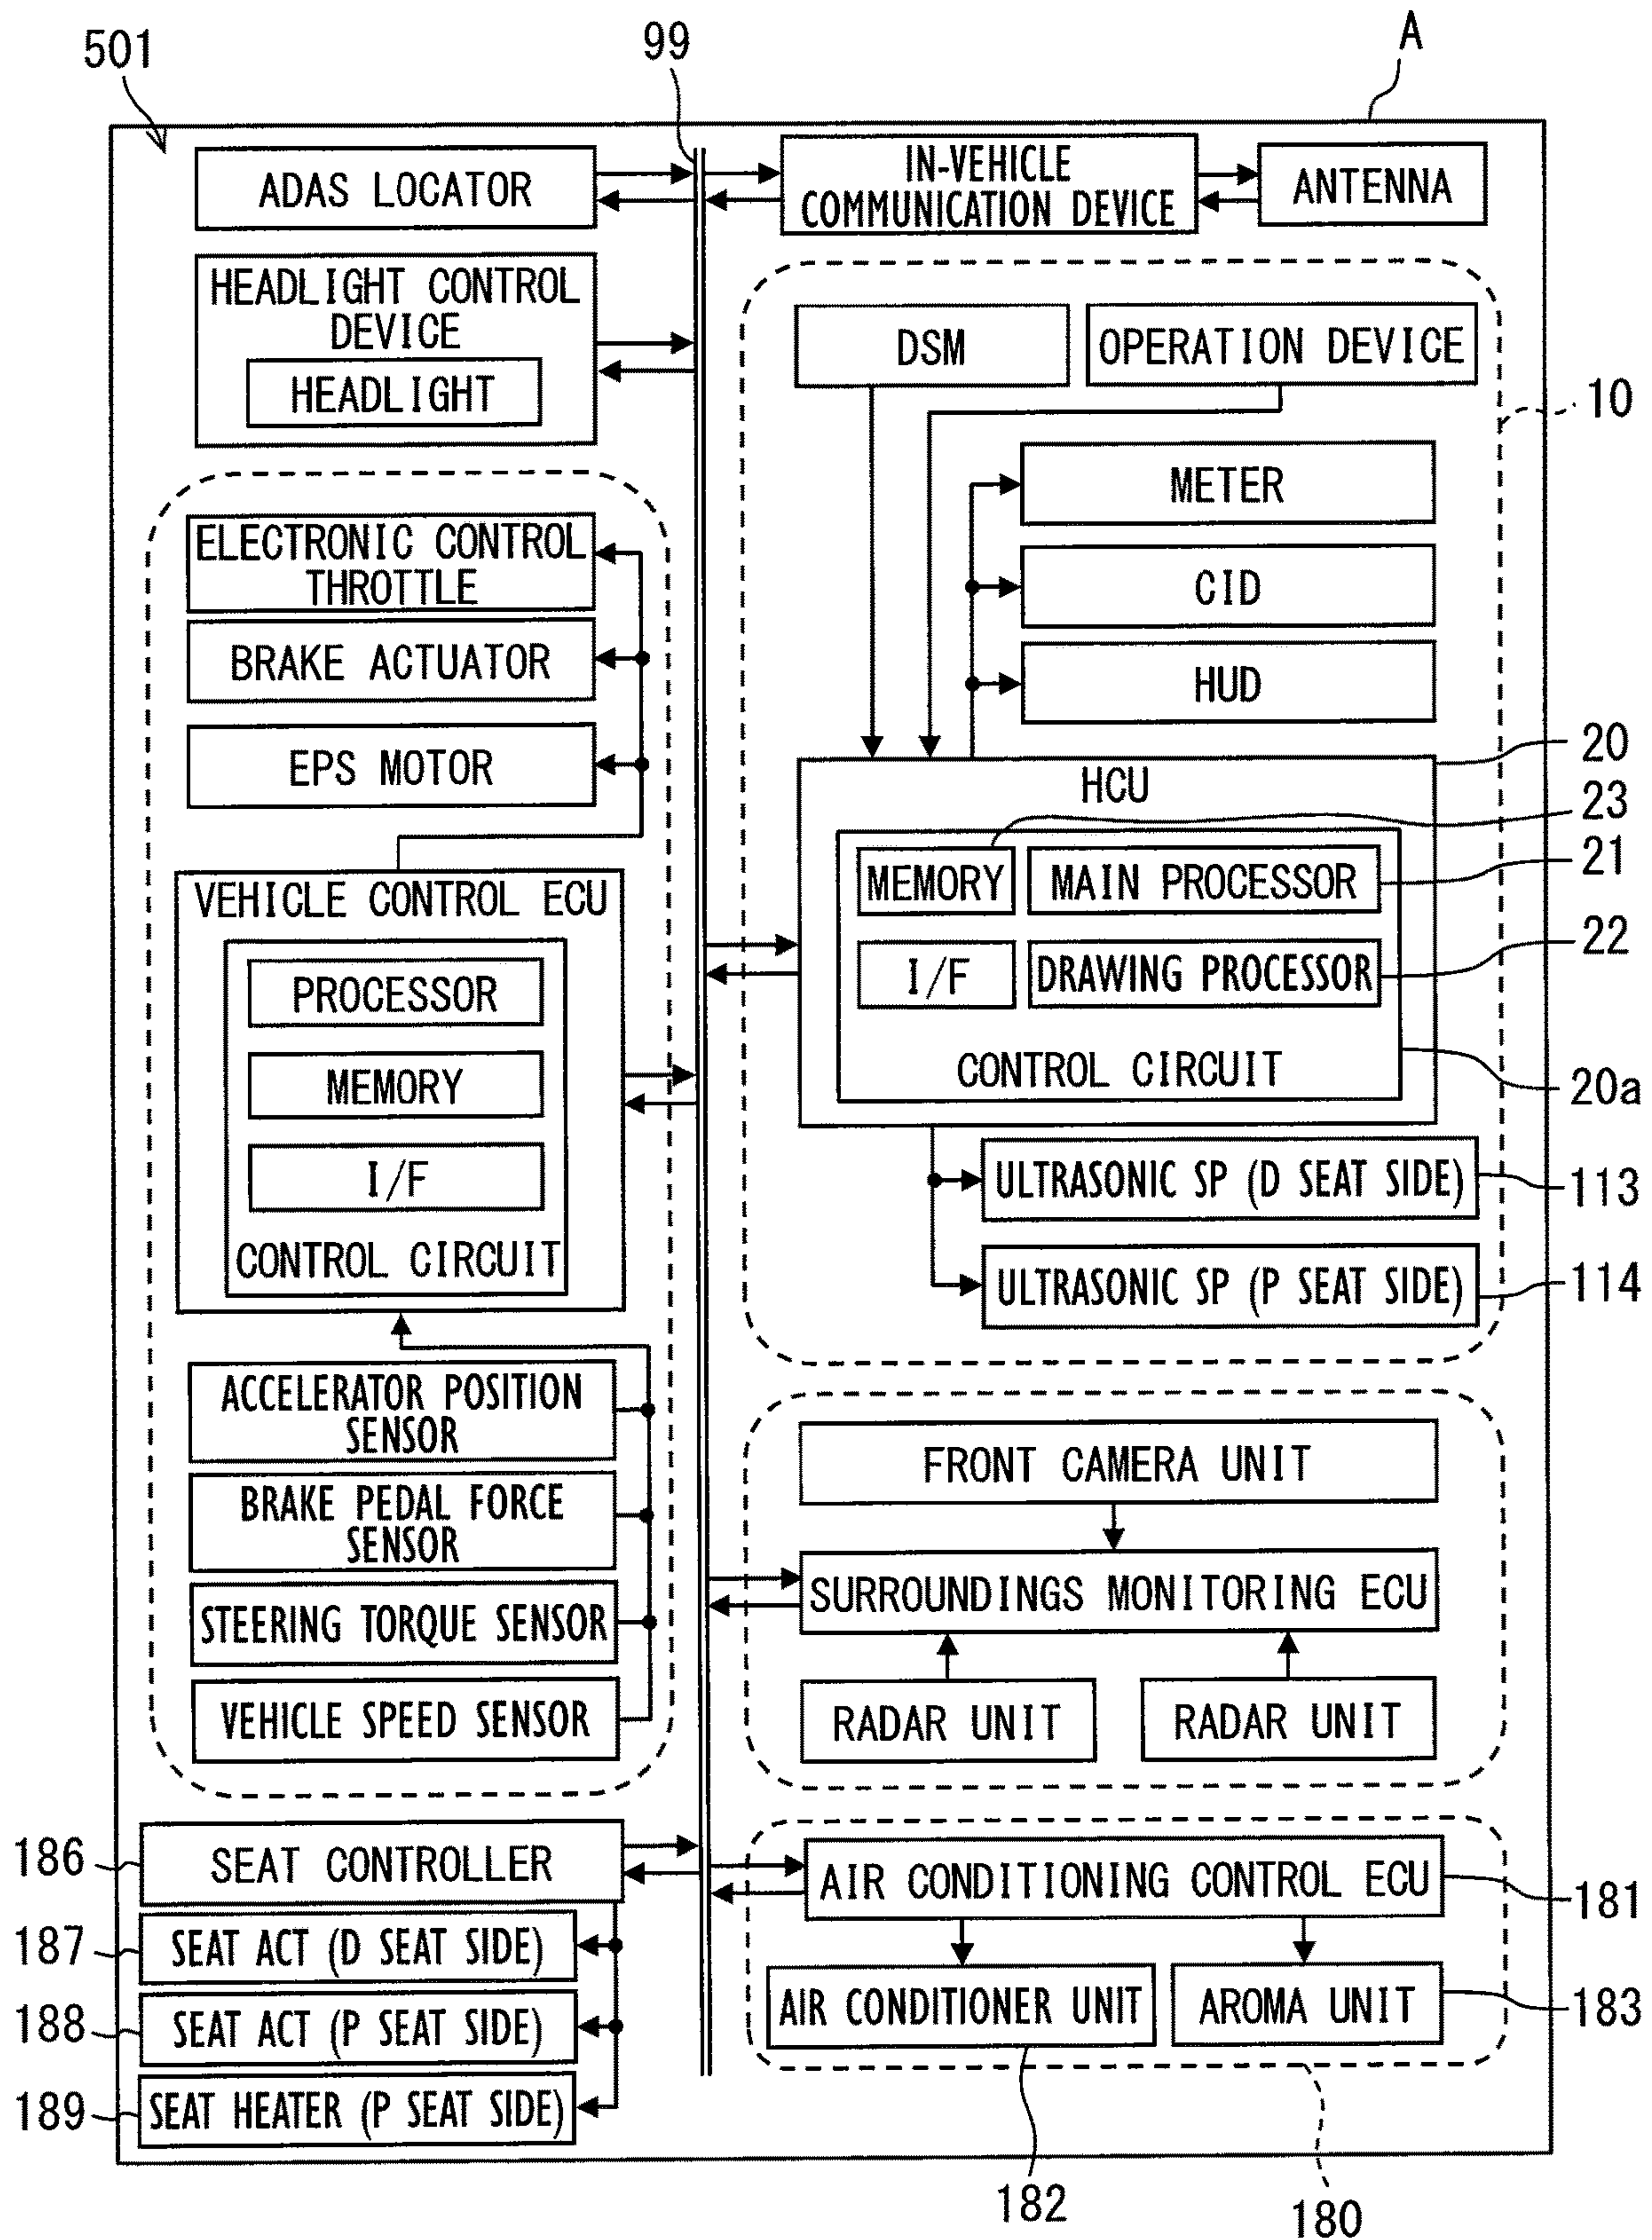 501
99
A
ADAS LOCATOR
IN-VEHICLE
COMMUNICATION DEVICE
ANTENNA
HEADLIGHT CONTROL
DEVICE
HEADLIGHT
DSM
OPERATION DEVICE
10
METER
CID
HUD
ELECTRONIC CONTROL
THROTTLE
BRAKE ACTUATOR
EPS MOTOR
20
HCU
23
MEMORY
MAIN PROCESSOR
21
I/F
DRAWING PROCESSOR
22
CONTROL CIRCUIT
20a
VEHICLE CONTROL ECU
PROCESSOR
MEMORY
I/F
CONTROL CIRCUIT
ULTRASONIC SP (D SEAT SIDE)
113
ULTRASONIC SP (P SEAT SIDE)
114
ACCELERATOR POSITION
SENSOR
BRAKE PEDAL FORCE
SENSOR
STEERING TORQUE SENSOR
VEHICLE SPEED SENSOR
FRONT CAMERA UNIT
SURROUNDINGS MONITORING ECU
RADAR UNIT
RADAR UNIT
186
SEAT CONTROLLER
187
SEAT ACT (D SEAT SIDE)
188
SEAT ACT (P SEAT SIDE)
189
SEAT HEATER (P SEAT SIDE)
AIR CONDITIONING CONTROL ECU
181
AIR CONDITIONER UNIT
AROMA UNIT
183
182
180